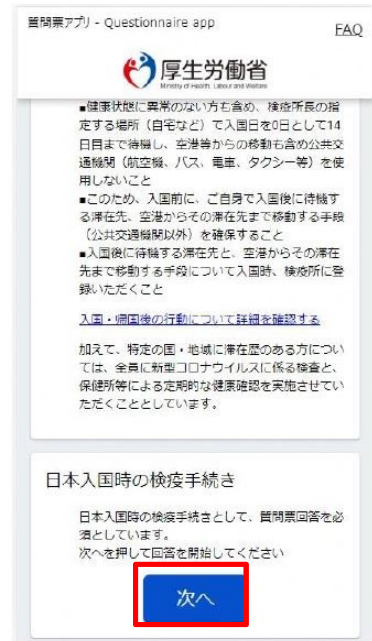 質問票アプリ - Questionnaire app
FAQ
厚生労働省
Ministry of Health, Labour and Welfare
■健康状態に異常のない方も含め、検疫所長の指
定する場所（自宅など）で入国日を0日として14
日目まで待機し、空港等からの移動も含め公共交
通機関（航空機、バス、電車、タクシー等）を使
用しないこと
■このため、入国前に、ご自身で入国後に待機す
る滞在先、空港からその滞在先まで移動する手段
（公共交通機関以外）を確保すること
■入国後に待機する滞在先と、空港からその滞在
先まで移動する手段について入国時、検疫所に登
録いただくこと
入国・帰国後の行動について詳細を確認する
加えて、特定の国・地域に滞在歴のある方につい
ては、全員に新型コロナウイルスに係る検査と、
保健所等による定期的な健康確認を実施させてい
ただくこととしています。
日本入国時の検疫手続き
日本入国時の検疫手続きとして、質問票回答を必
須としています。
次へを押して回答を開始してください
次へ